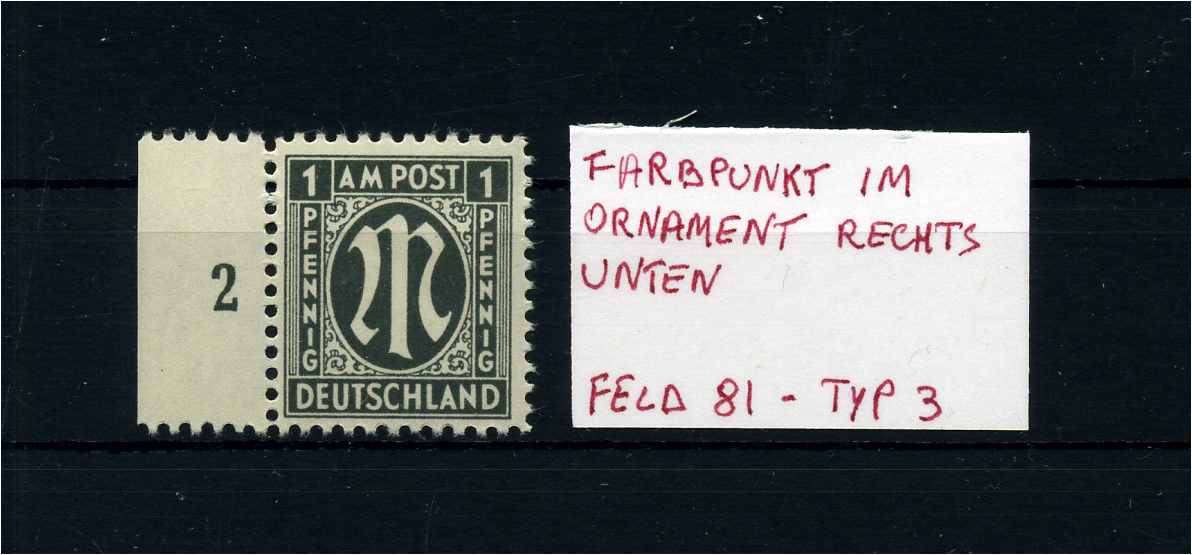 1 AM POST 1
PFENNIG
PFENNIG
DEUTSCHLAND
2
FARBPUNKT IM
ORNAMENT RECHTS
UNTEN
FELD 81 - TYP 3